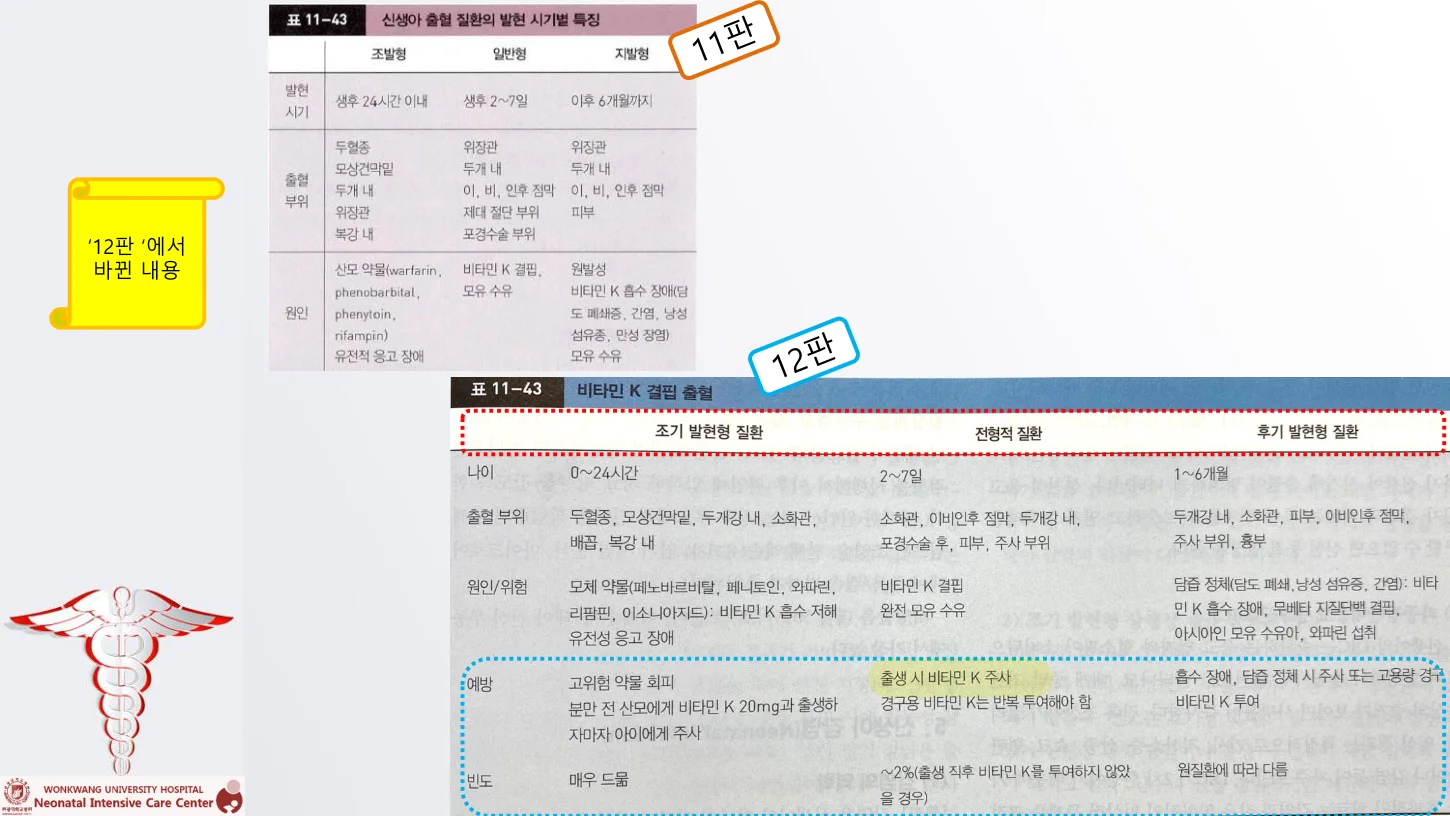 표 11-43 신생아 출혈 질환의 발현 시기별 특징
11판
조발형 일반형 지발형
발현
시기
생후 24시간 이내 생후 2~7일 이후 6개월까지
출혈
부위
두혈종 위장관 위장관
모상건막밑 두개 내 두개 내
두개 내 이, 비, 인후 점막 이, 비, 인후 점막
위장관 제대 절단 부위 피부
복강 내 포경수술 부위
원인
산모 약물(warfarin, 비타민 K 결핍, 원발성
phenobarbital, 모유 수유 비타민 K 흡수 장애(담
phenytoin, 도 폐쇄증, 간염, 낭성
rifampin) 섬유종, 만성 장염)
유전적 응고 장애 모유 수유
‘12판 ‘에서
바뀐 내용
12판
표 11-43 비타민 K 결핍 출혈
조기 발현형 질환 전형적 질환 후기 발현형 질환
나이 0~24시간 2~7일 1~6개월
출혈 부위 두혈종, 모상건막밑, 두개강 내, 소화관, 소화관, 이비인후 점막, 두개강 내, 두개강 내, 소화관, 피부, 이비인후 점막,
배꼽, 복강 내 포경수술 후, 피부, 주사 부위 주사 부위, 흉부
원인/위험 모체 약물(페노바르비탈, 페니토인, 와파린, 비타민 K 결핍 담즙 정체(담도 폐쇄,낭성 섬유증, 간염): 비타
리팜핀, 이소니아지드): 비타민 K 흡수 저해 완전 모유 수유 민 K 흡수 장애, 무베타 지질단백 결핍,
유전성 응고 장애 아시아인 모유 수유아, 와파린 섭취
예방 고위험 약물 회피 출생 시 비타민 K 주사 흡수 장애, 담즙 정체 시 주사 또는 고용량 경구
분만 전 산모에게 비타민 K 20mg과 출생하 경구용 비타민 K는 반복 투여해야 함 비타민 K 투여
자마자 아이에게 주사
빈도 매우 드묾 ~2%(출생 직후 비타민 K를 투여하지 않았 원질환에 따라 다름
을 경우)
WONKWANG UNIVERSITY HOSPITAL
Neonatal Intensive Care Center